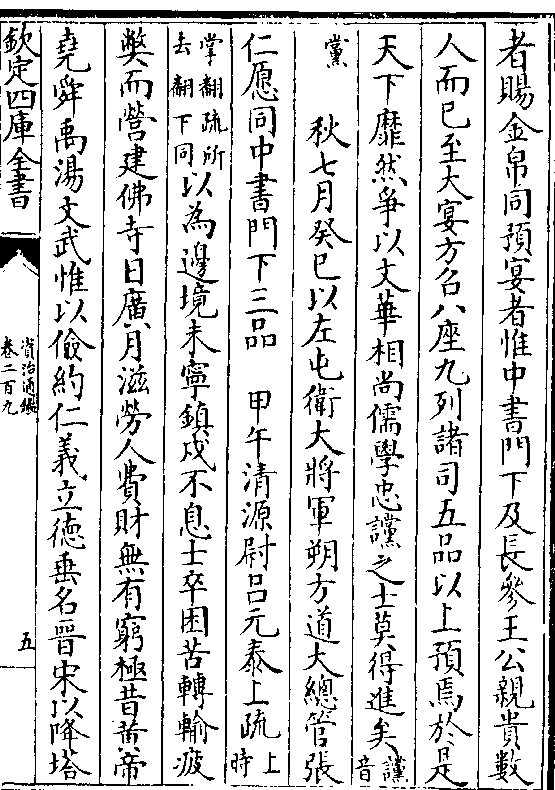 者賜金帛同預宴者惟中書門下及長參王公親貴數
人而已至大宴方召八座九列諸司五品以上預焉於是
天下靡然爭以文華相尚儒學忠讜之士莫得進矣讜音
黨　秋七月癸巳以左屯衛大將軍朔方道大總管張
仁愿同中書門下三品　甲午清源尉吕元泰上疏上時
掌翻疏所去翻下同以為邊境未寧鎮戍不息士卒困苦轉輸疲
弊而營建佛寺日廣月滋勞人費財無有窮極昔黄帝
堯舜禹湯文武惟以儉約仁義立德垂名晉宋以降塔
欽定四庫全書
資治通鑑
卷二百九
五